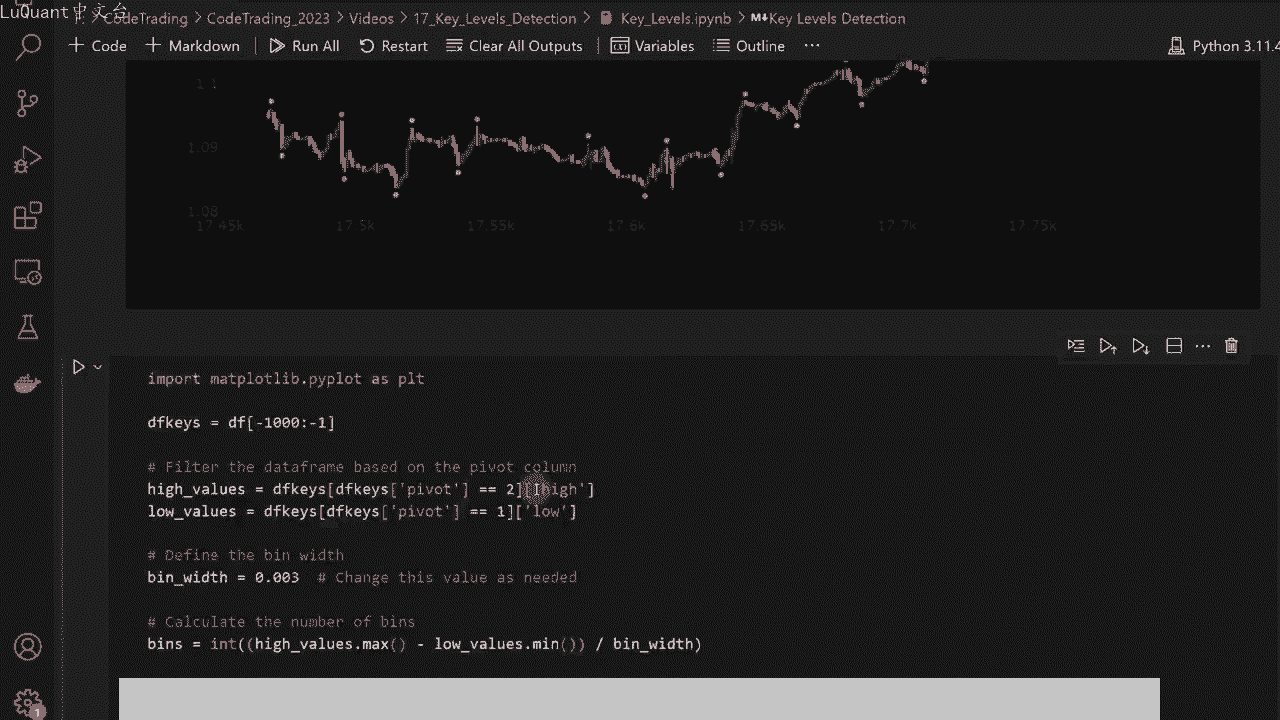 LuQuant中文台
CodeTrading > CodeTrading_2023 > Videos > 17_Key_Levels_Detection > Key_Levels.ipynb > M↓Key Levels Detection
+ Code + Markdown Run All Restart Clear All Outputs Variables Outline ··· Python 3.11.4
1.1
1.09
1.08
17.45k 17.5k 17.55k 17.6k 17.65k 17.7k 17.75k
import matplotlib.pyplot as plt
dfkeys = df[-1000:-1]
# Filter the dataframe based on the pivot column
high_values = dfkeys[dfkeys['pivot'] == 2]['high']
low_values = dfkeys[dfkeys['pivot'] == 1]['low']
# Define the bin width
bin_width = 0.003  # Change this value as needed
# Calculate the number of bins
bins = int((high_values.max() - low_values.min()) / bin_width)
1